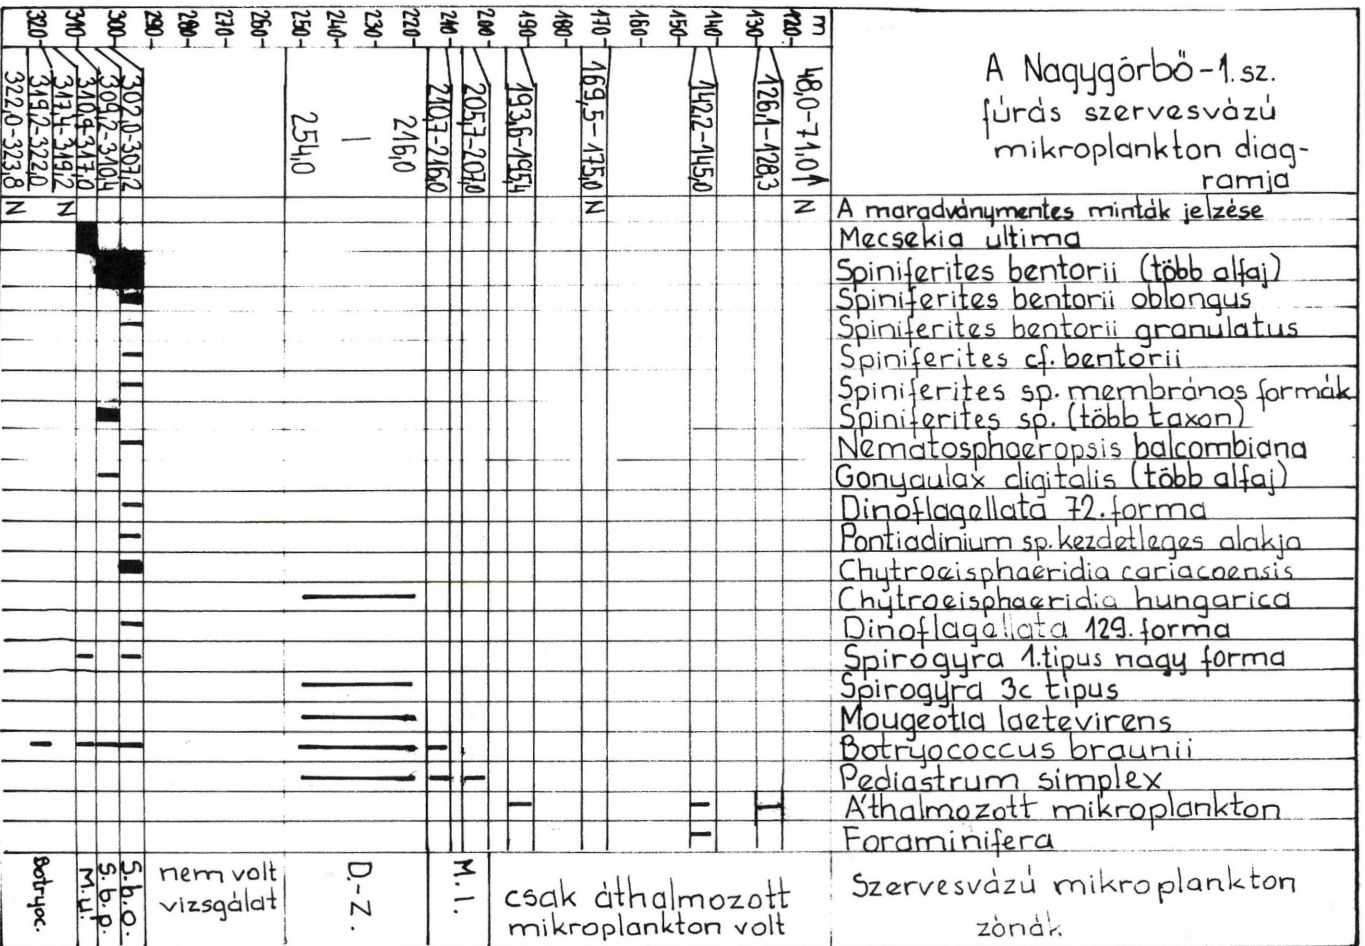 A Nagygörbő-1.sz.
fúrás szervesvázú
mikroplankton diag-
ramja
m
120
130
140
150
160
170
180
190
200
210
220
230
240
250
260
270
280
290
300
310
320
48,0-71,0
126,1-128,3
142,2-145,0
169,5-175,0
193,6-195,4
205,7-207,0
210,7-216,0
216,0
|
254,0
302,0-307,2
309,2-310,4
310,4-317,0
317,4-319,2
319,2-322,0
322,0-323,8
N
N
N
N
A maradványmentes minták jelzése
Mecsekia ultima
Spiniferites bentorii (több alfaj)
Spiniferites bentorii oblongus
Spiniferites bentorii granulatus
Spiniferites cf. bentorii
Spiniferites sp. membrános formák
Spiniferites sp. (több taxon)
Nematosphaeropsis balcombiana
Gonyaulax digitalis (több alfaj)
Dinoflagellata 72. forma
Pontiadinium sp. kezdetleges alakja
Chytroeisphaeridia cariacoensis
Chytroeisphaeridia hungarica
Dinoflagellata 129. forma
Spirogyra 1. tipus nagy forma
Spirogyra 3c tipus
Mougeotia laetevirens
Botryococcus braunii
Pediastrum simplex
Áthalmozott mikroplankton
Foraminifera
Szervesvázú mikroplankton
zónák
csak áthalmozott
mikroplankton volt
M.l.
D.-Z.
nem volt
vizsgálat
S.b.o.
S.b.p.
M.u.
Botryoc.